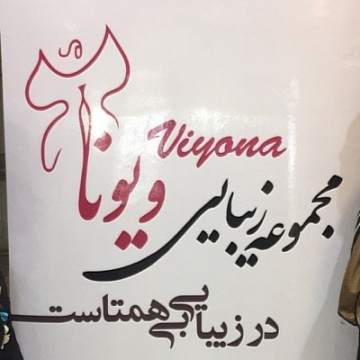 Viyona
ویونا
مجموعه زیبایی
در زیبایی بی همتاست